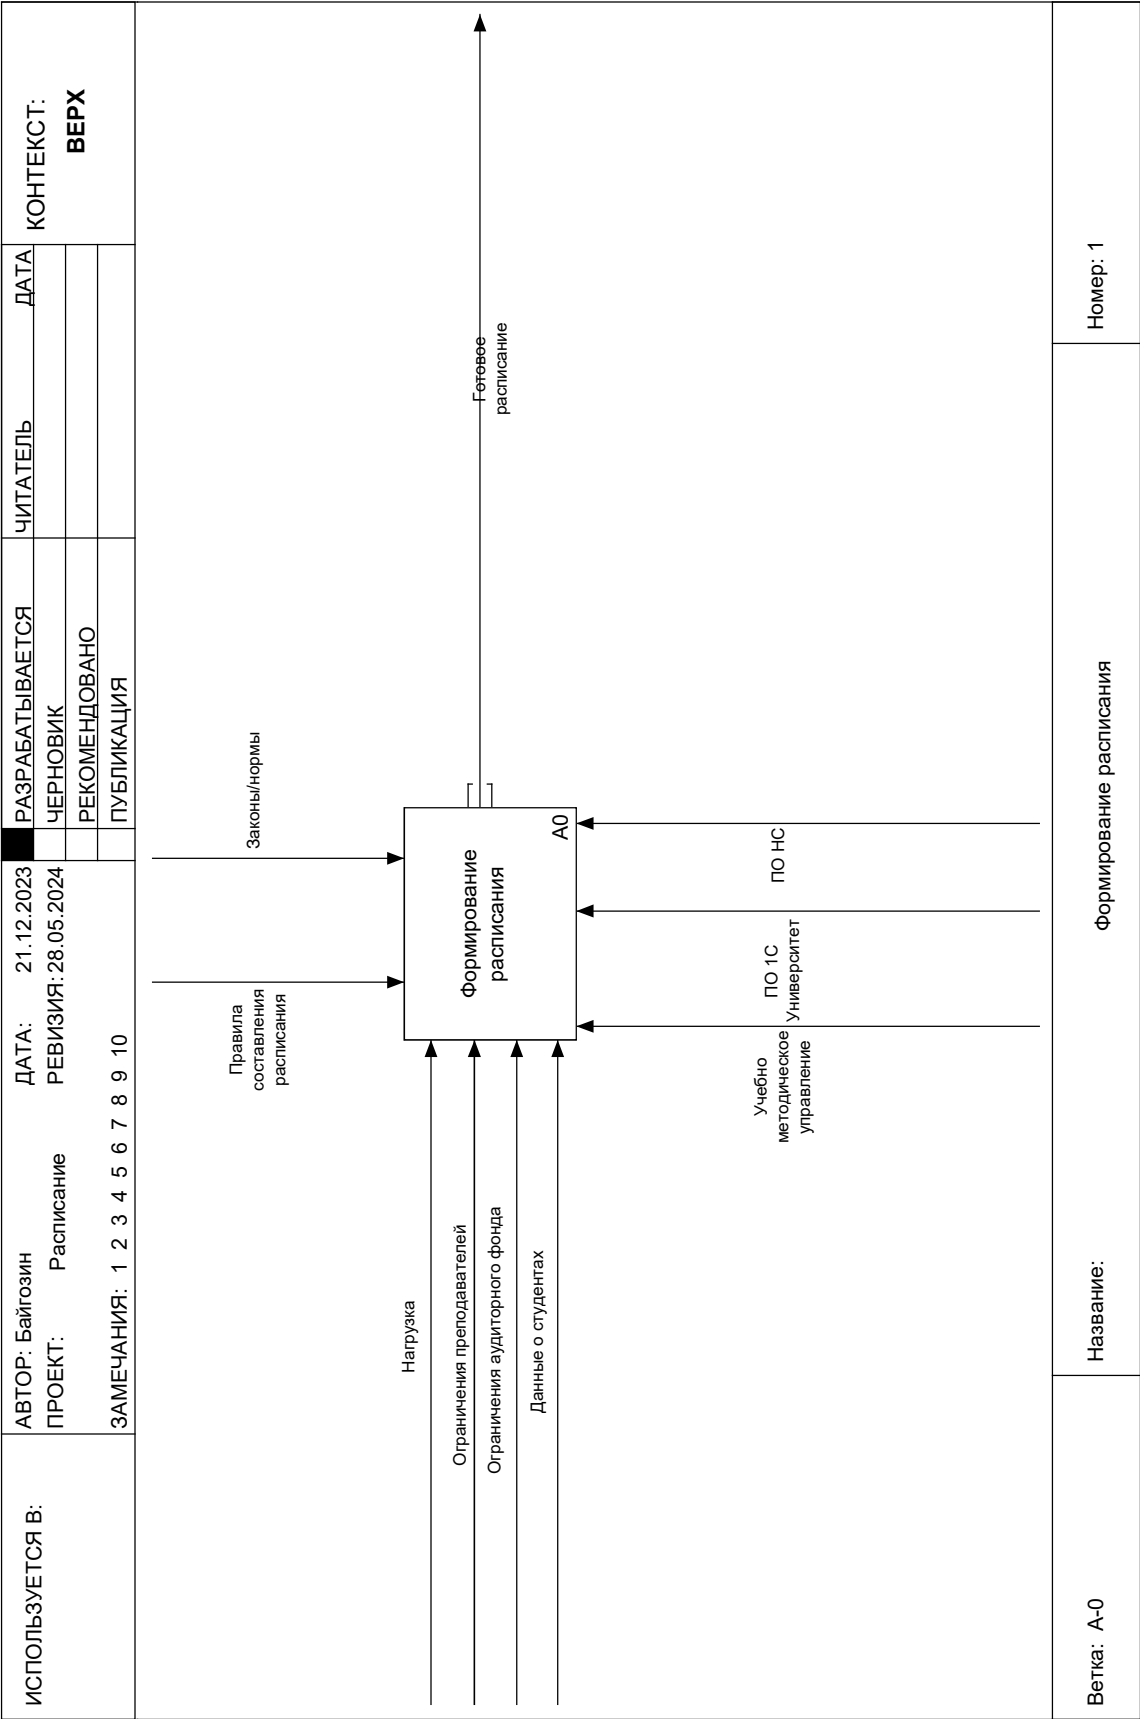 ИСПОЛЬЗУЕТСЯ В:
АВТОР: Байгозин
ДАТА: 21.12.2023
ПРОЕКТ: Расписание
РЕВИЗИЯ: 28.05.2024
ЗАМЕЧАНИЯ: 1 2 3 4 5 6 7 8 9 10
РАЗРАБАТЫВАЕТСЯ
ЧЕРНОВИК
РЕКОМЕНДОВАНО
ПУБЛИКАЦИЯ
ЧИТАТЕЛЬ
ДАТА
КОНТЕКСТ:
ВЕРХ
Правила
составления
расписания
Законы/нормы
Нагрузка
Ограничения преподавателей
Ограничения аудиторного фонда
Данные о студентах
Формирование
расписания
A0
Готовое
расписание
Учебно
методическое
управление
ПО 1С
Университет
ПО НС
Ветка: A-0
Название:
Формирование расписания
Номер: 1